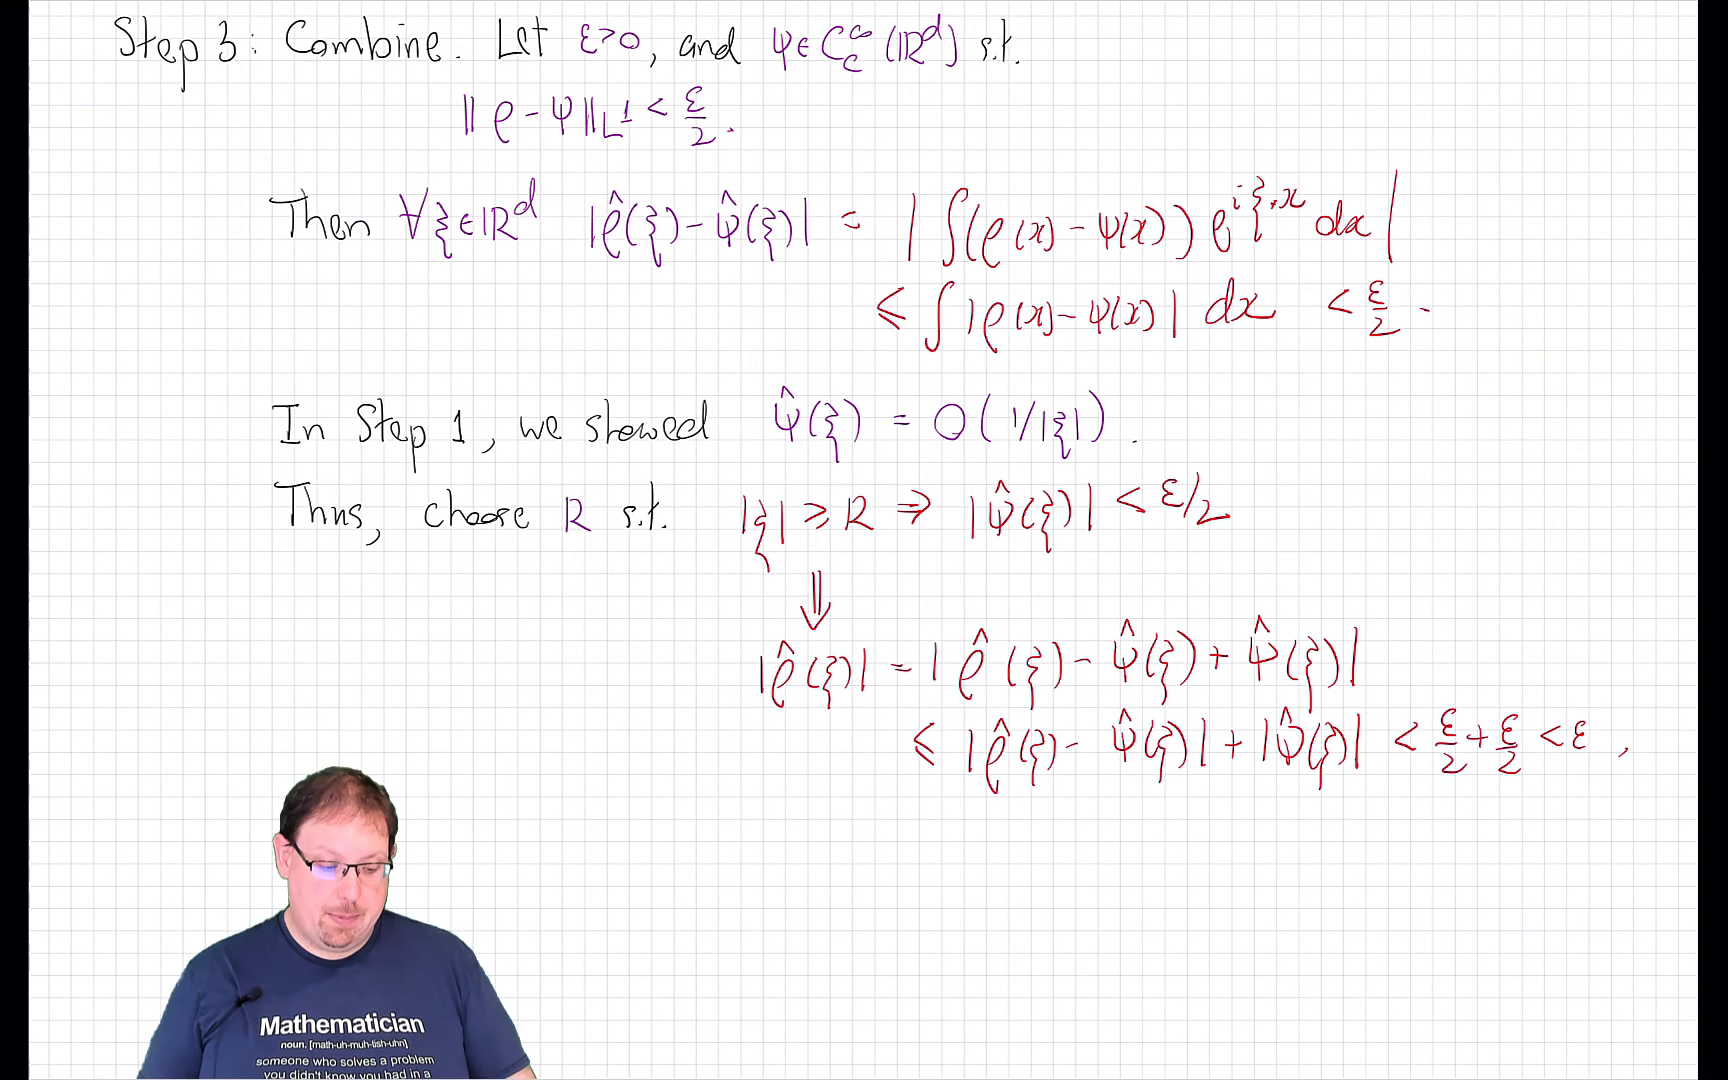 Step 3: Combine. Let ε>0, and ψ∈C_c^∞(ℝ^d) s.t.
‖ρ-ψ‖_{L^1} < ε/2.
Then ∀ξ∈ℝ^d |ρ̂(ξ)-ψ̂(ξ)| = |∫(ρ(x)-ψ(x)) e^{iξ·x} dx|
≤ ∫|ρ(x)-ψ(x)| dx < ε/2.
In Step 1, we showed ψ̂(ξ) = O(1/|ξ|).
Thus, choose R s.t. |ξ| ≥ R ⇒ |ψ̂(ξ)| < ε/2
⇓
|ρ̂(ξ)| = |ρ̂(ξ)-ψ̂(ξ)+ψ̂(ξ)|
≤ |ρ̂(ξ)-ψ̂(ξ)|+|ψ̂(ξ)| < ε/2+ε/2 < ε,
Mathematician
noun. [math-uh-muh-tish-uhn]
someone who solves a problem
you didn't know you had in a